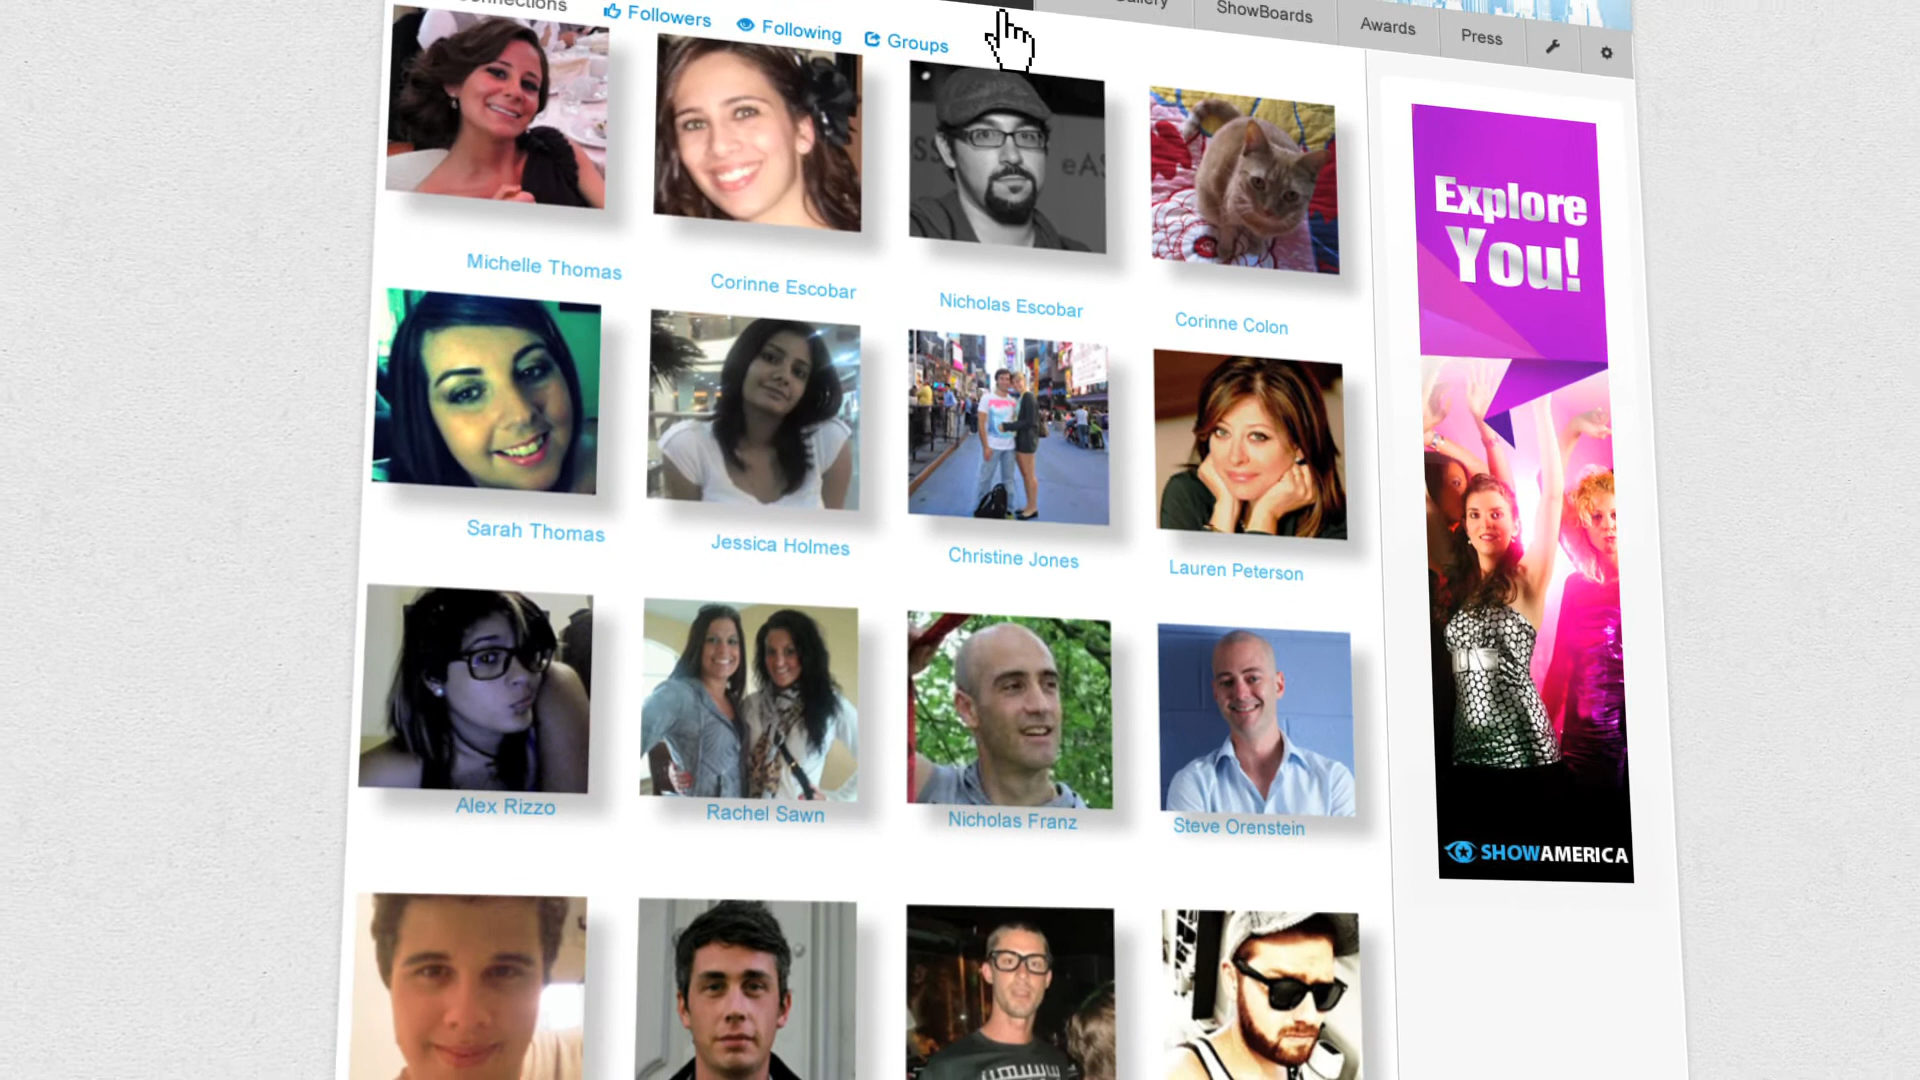 Followers
Following
Groups
ShowBoards
Awards
Press
Michelle Thomas
Corinne Escobar
Nicholas Escobar
Corinne Colon
Sarah Thomas
Jessica Holmes
Christine Jones
Lauren Peterson
Alex Rizzo
Rachel Sawn
Nicholas Franz
Steve Orenstein
Explore
You!
SHOWAMERICA